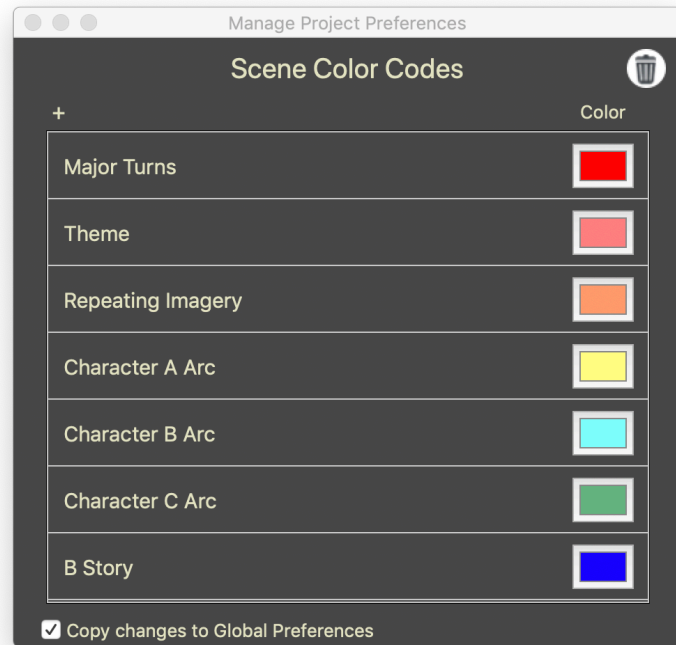 Manage Project Preferences
Scene Color Codes
+ Color
Major Turns
Theme
Repeating Imagery
Character A Arc
Character B Arc
Character C Arc
B Story
Copy changes to Global Preferences